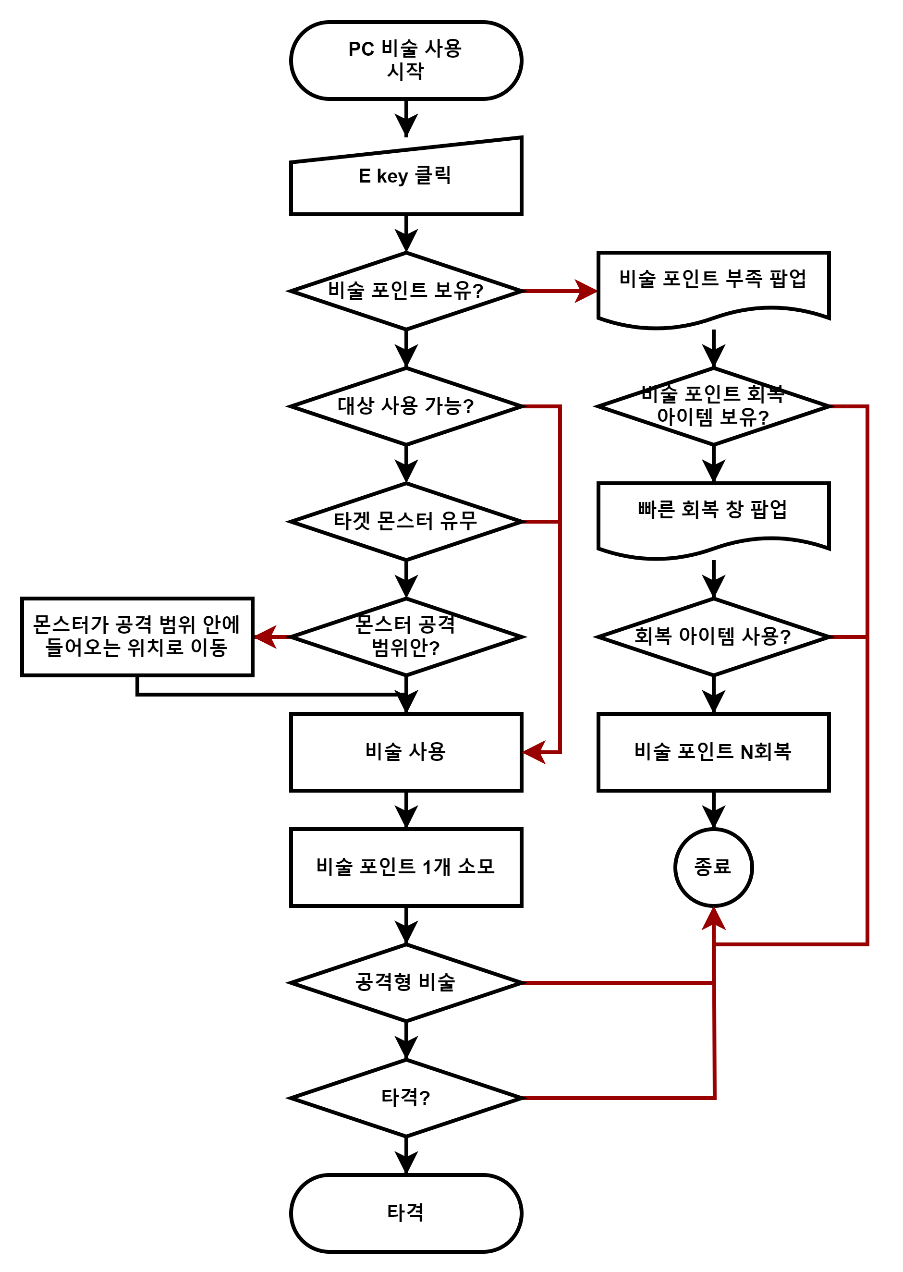 PC 비술 사용
시작
E key 클릭
비술 포인트 보유?
비술 포인트 부족 팝업
대상 사용 가능?
비술 포인트 회복
아이템 보유?
타겟 몬스터 유무
빠른 회복 창 팝업
몬스터가 공격 범위 안에
들어오는 위치로 이동
몬스터 공격
범위안?
회복 아이템 사용?
비술 사용
비술 포인트 N회복
비술 포인트 1개 소모
종료
공격형 비술
타격?
타격